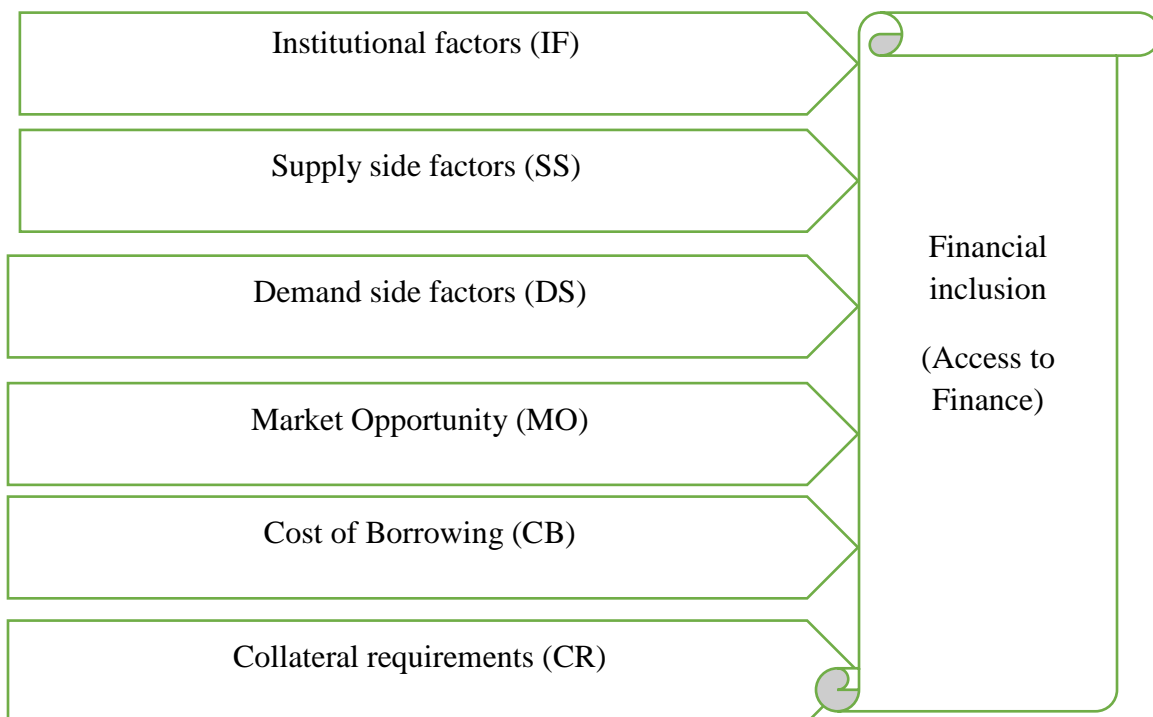 Institutional factors (IF)
Supply side factors (SS)
Demand side factors (DS)
Market Opportunity (MO)
Cost of Borrowing (CB)
Collateral requirements (CR)
Financial
inclusion
(Access to
Finance)